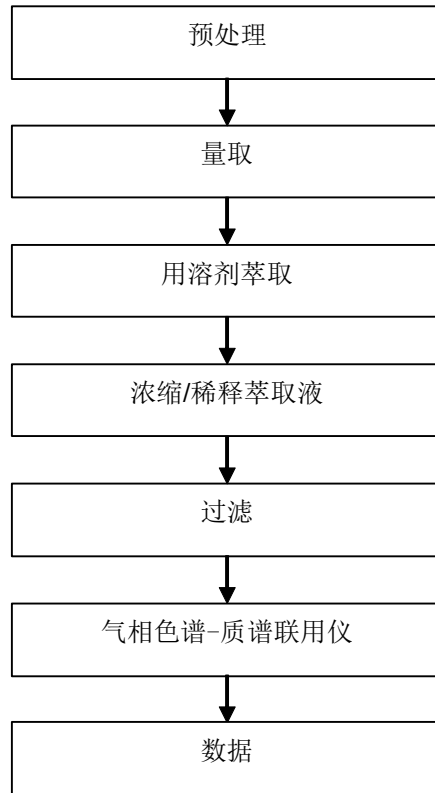 预处理
量取
用溶剂萃取
浓缩/稀释萃取液
过滤
气相色谱-质谱联用仪
数据